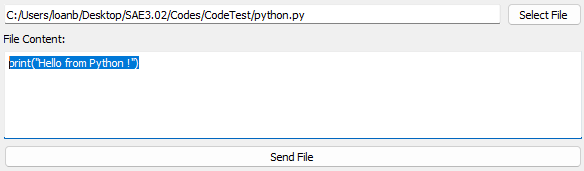 C:/Users/loanb/Desktop/SAE3.02/Codes/CodeTest/python.py
Select File
File Content:
print("Hello from Python !")
Send File